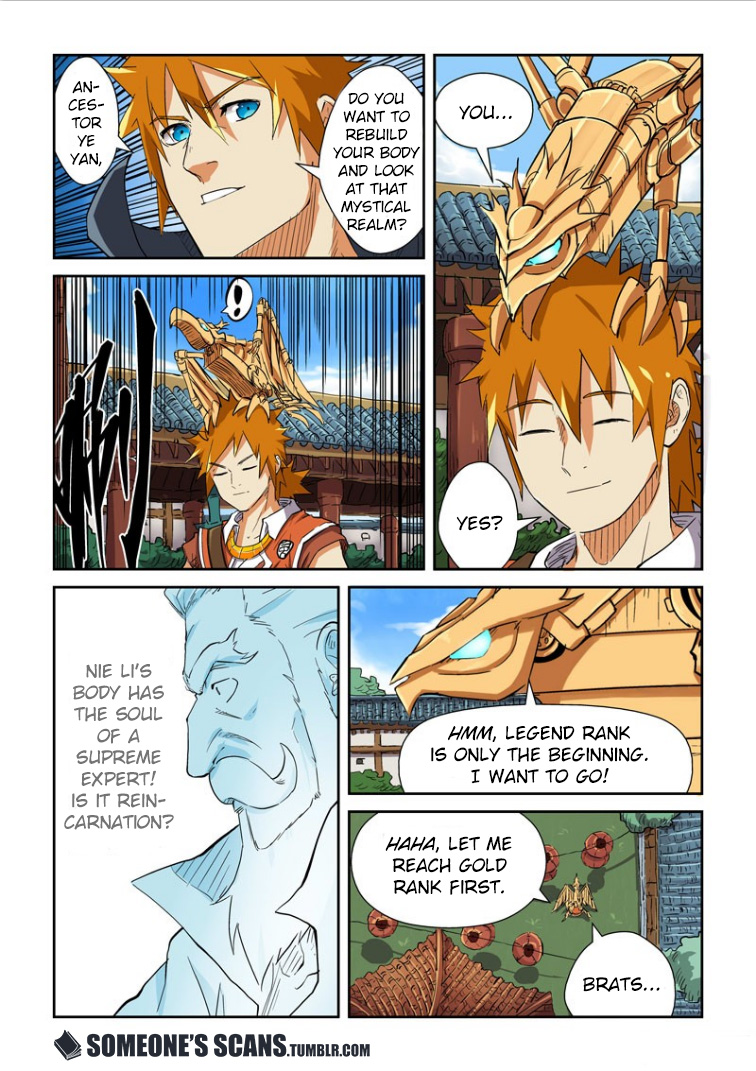 AN-
CES-
TOR
YE
YAN,
DO YOU
WANT TO
REBUILD
YOUR BODY
AND LOOK
AT THAT
MYSTICAL
REALM?
YOU...
!
YES?
NIE LI'S
BODY HAS
THE SOUL
OF A
SUPREME
EXPERT!
IS IT REIN-
CARNATION?
HMM, LEGEND RANK
IS ONLY THE BEGINNING.
I WANT TO GO!
HAHA, LET ME
REACH GOLD
RANK FIRST.
BRATS...
SOMEONE'S SCANS.TUMBLR.COM